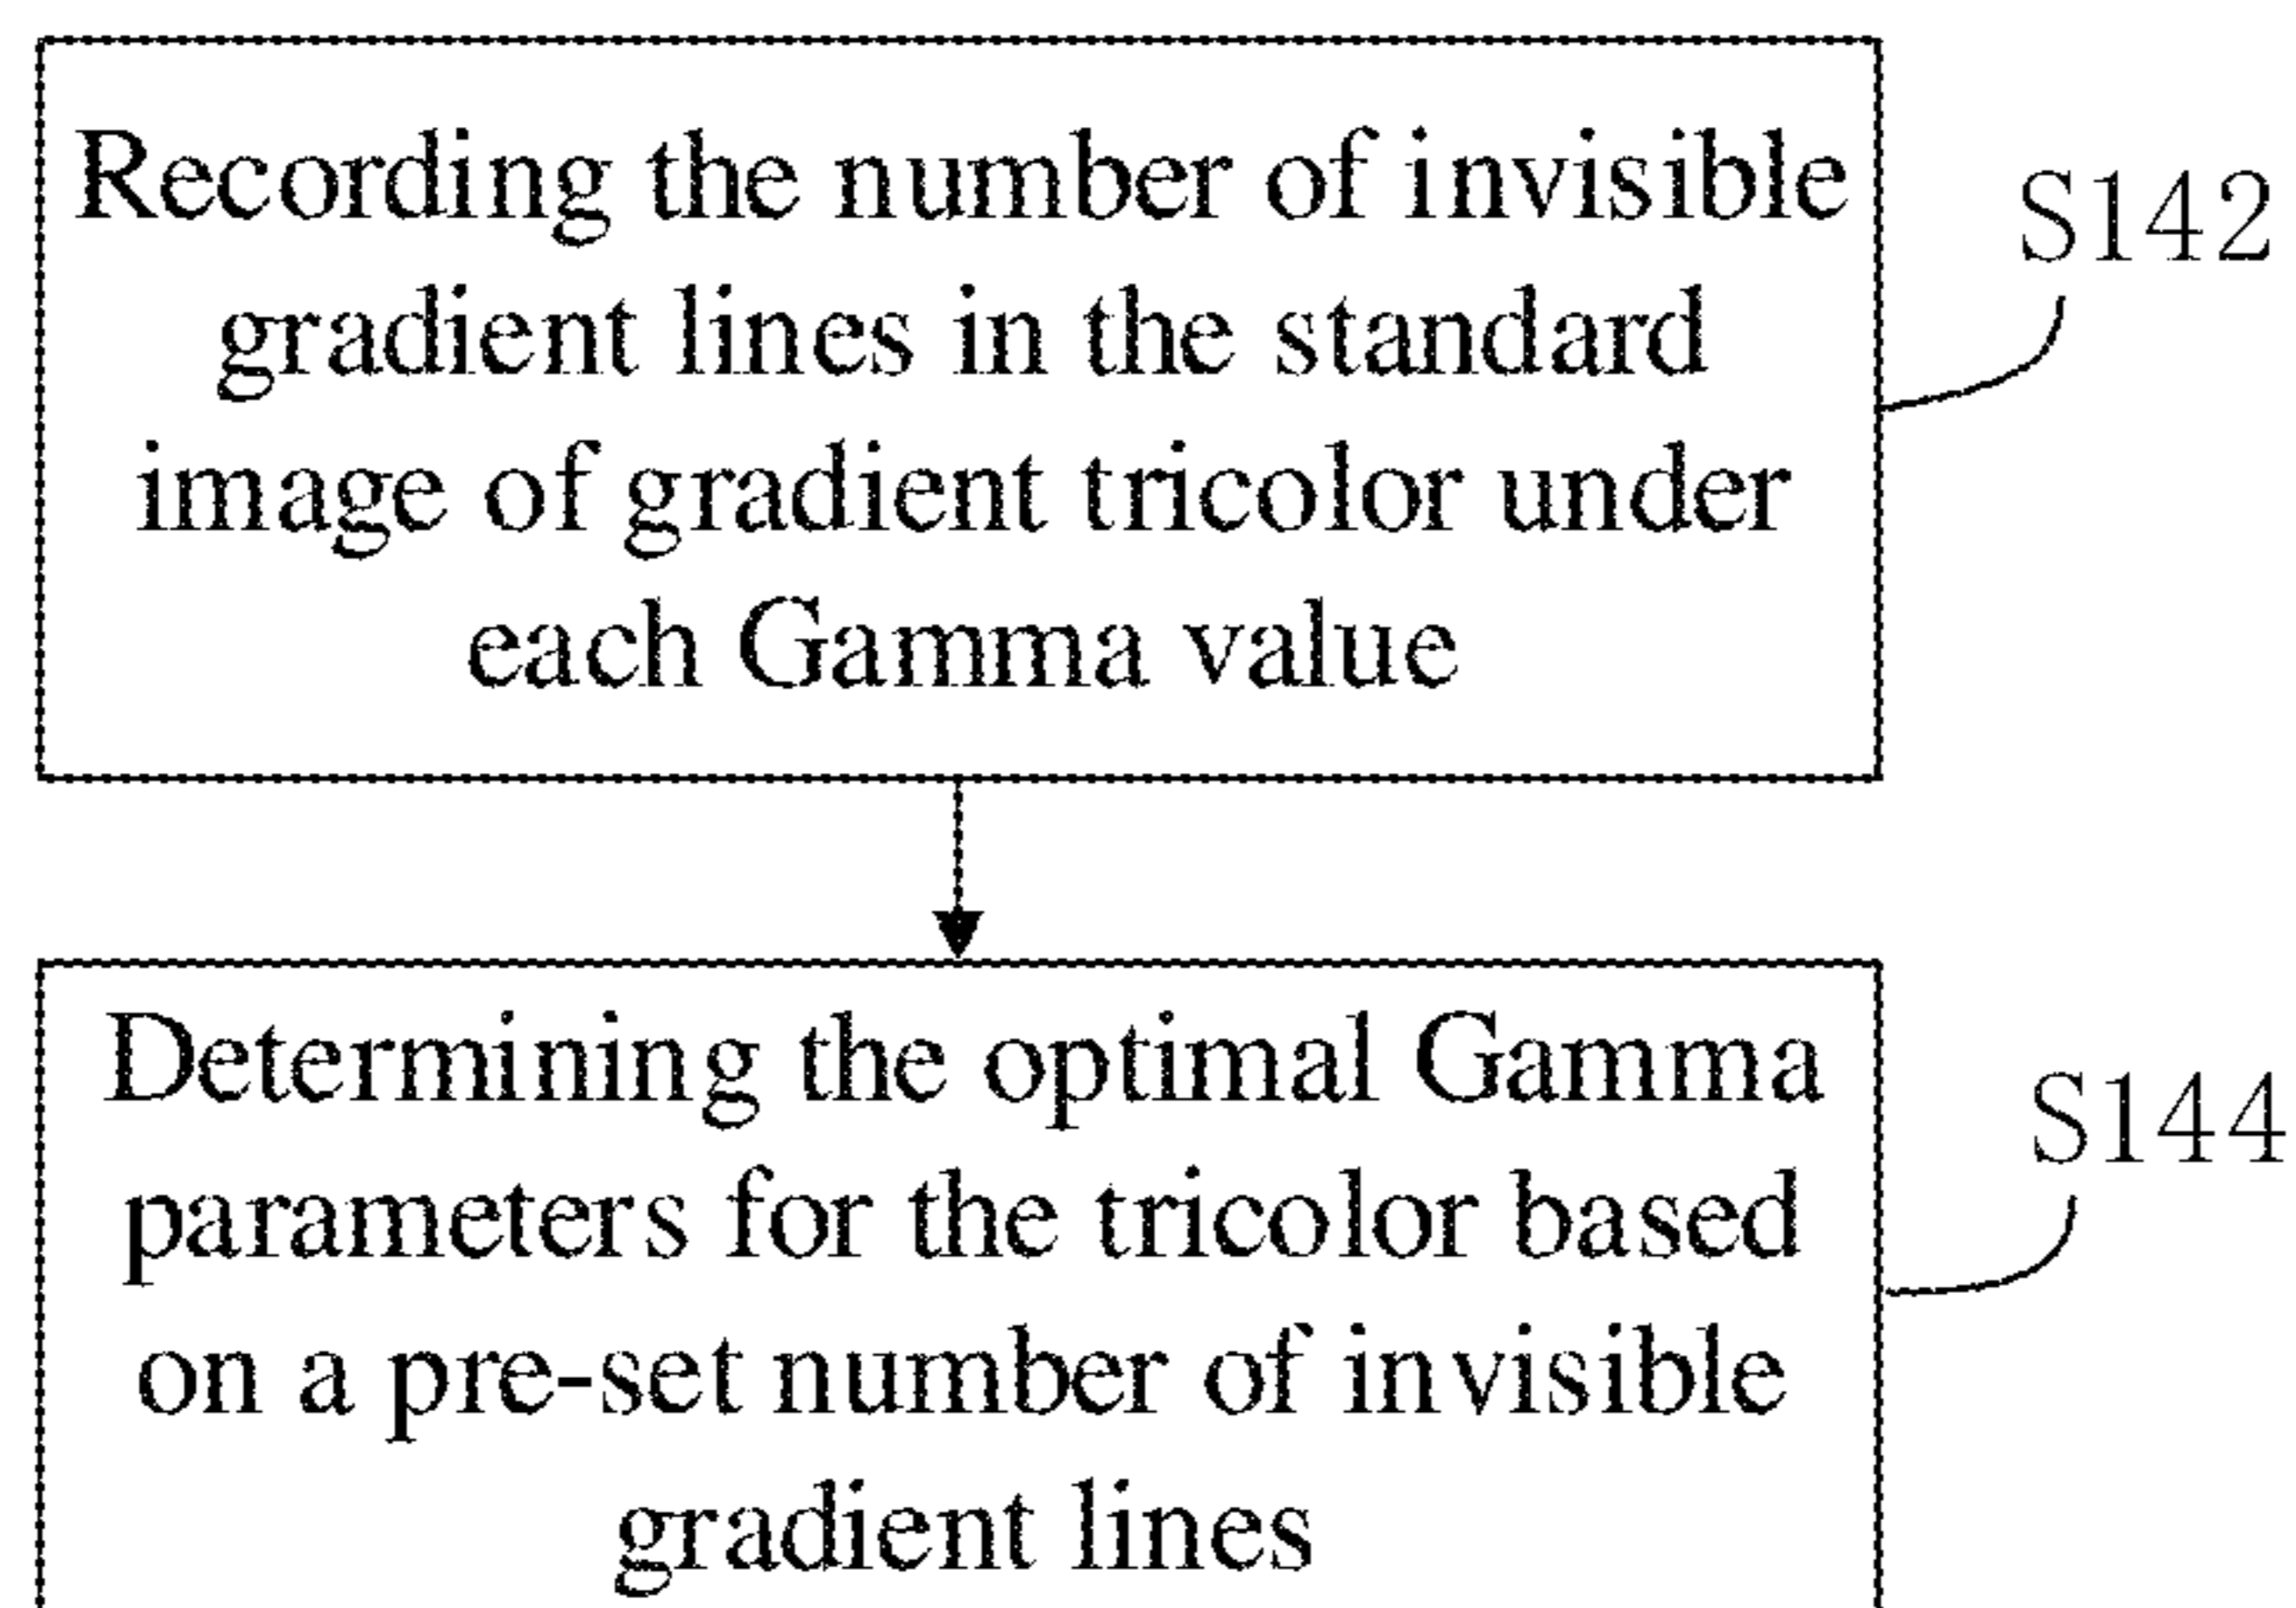 Recording the number of invisible
gradient lines in the standard
image of gradient tricolor under
each Gamma value
S142
Determining the optimal Gamma
parameters for the tricolor based
on a pre-set number of invisible
gradient lines
S144